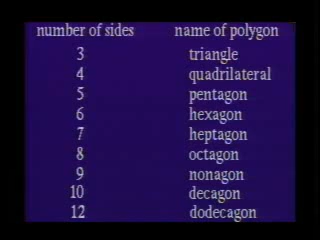 number of sides name of polygon
3 triangle
4 quadrilateral
5 pentagon
6 hexagon
7 heptagon
8 octagon
9 nonagon
10 decagon
12 dodecagon